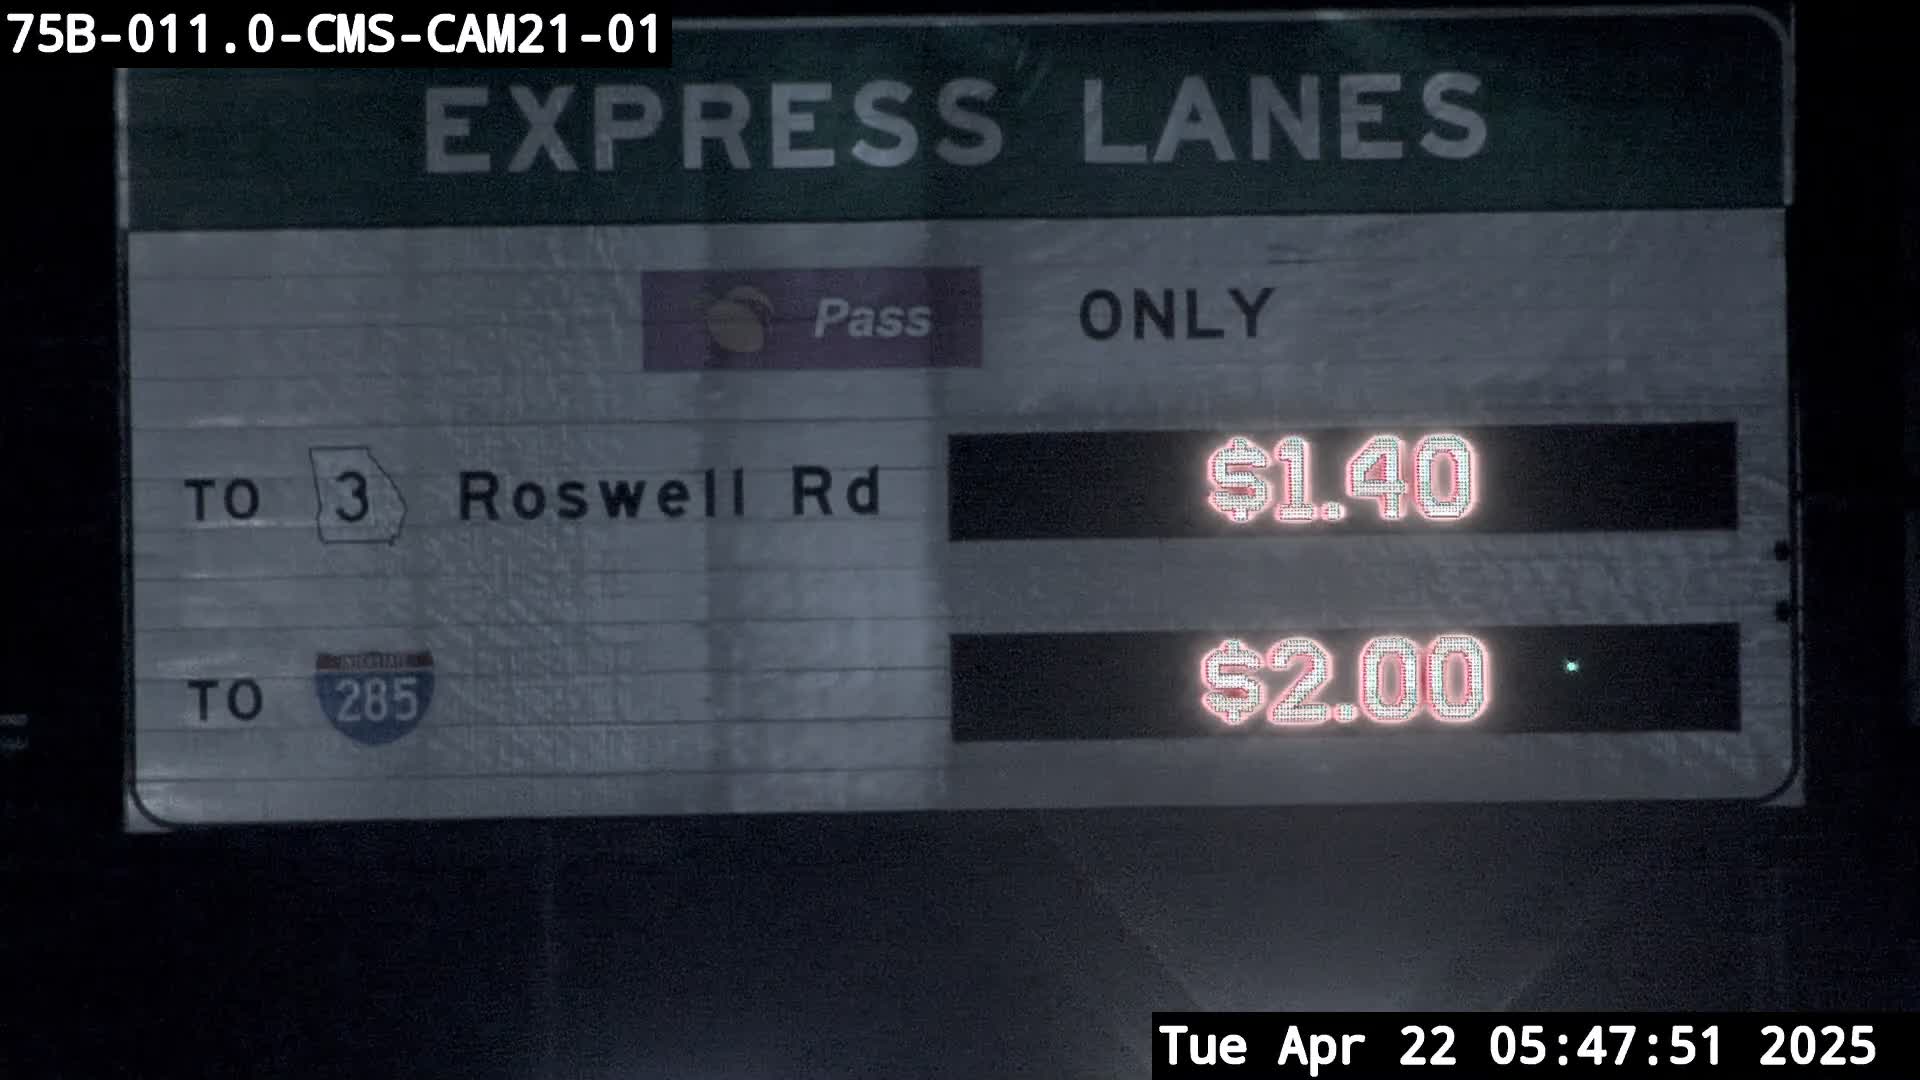 75B-011.0-CMS-CAM21-01
EXPRESS LANES
Pass ONLY
TO 3 Roswell Rd $1.40
INTERSTATE
TO 285 $2.00
Tue Apr 22 05:47:51 2025